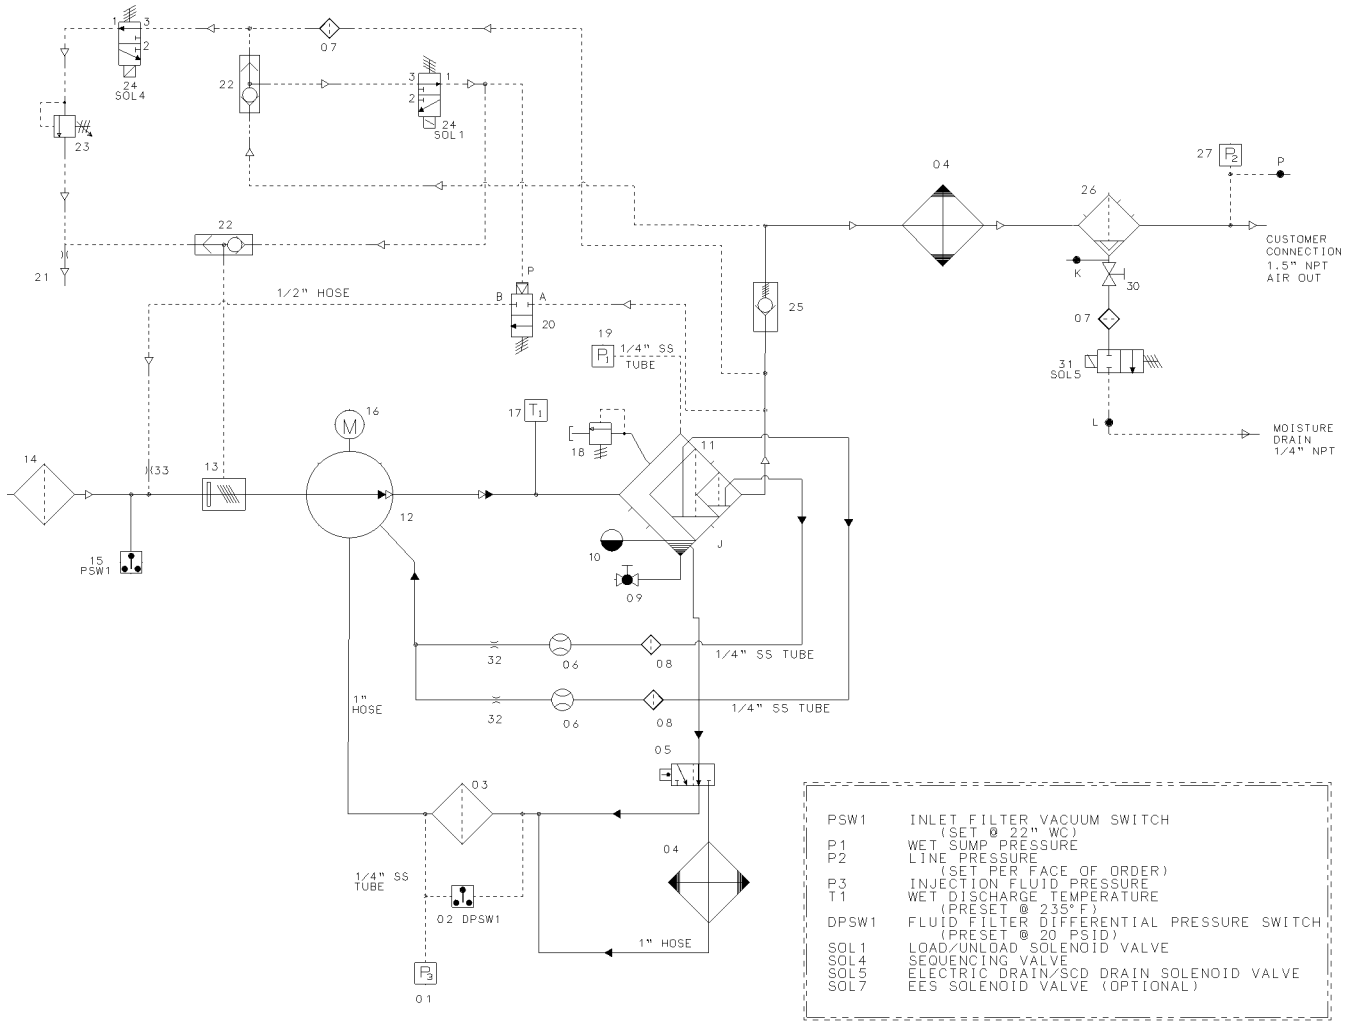 1
3
2
24
SOL4
07
22
3
1
2
24
SOL1
23
22
21
1/2" HOSE
P
B
A
20
19
P1
1/4" SS
TUBE
25
04
26
27
P2
P
CUSTOMER
CONNECTION
1.5" NPT
AIR OUT
K
30
07
31
SOL5
L
MOISTURE
DRAIN
1/4" NPT
14
33
13
16
M
17
T1
18
11
12
15
PSW1
10
J
09
32
06
08
1/4" SS TUBE
32
06
08
1/4" SS TUBE
1"
HOSE
05
03
04
1/4" SS
TUBE
02 DPSW1
1" HOSE
P3
01
PSW1 INLET FILTER VACUUM SWITCH
(SET @ 22" WC)
P1 WET SUMP PRESSURE
P2 LINE PRESSURE
(SET PER FACE OF ORDER)
P3 INJECTION FLUID PRESSURE
T1 WET DISCHARGE TEMPERATURE
(PRESET @ 235°F)
DPSW1 FLUID FILTER DIFFERENTIAL PRESSURE SWITCH
(PRESET @ 20 PSID)
SOL1 LOAD/UNLOAD SOLENOID VALVE
SOL4 SEQUENCING VALVE
SOL5 ELECTRIC DRAIN/SCD DRAIN SOLENOID VALVE
SOL7 EES SOLENOID VALVE (OPTIONAL)